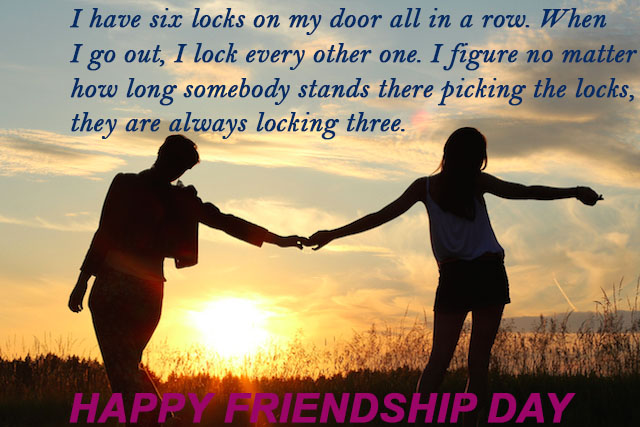 I have six locks on my door all in a row. When
I go out, I lock every other one. I figure no matter
how long somebody stands there picking the locks,
they are always locking three.
HAPPY FRIENDSHIP DAY